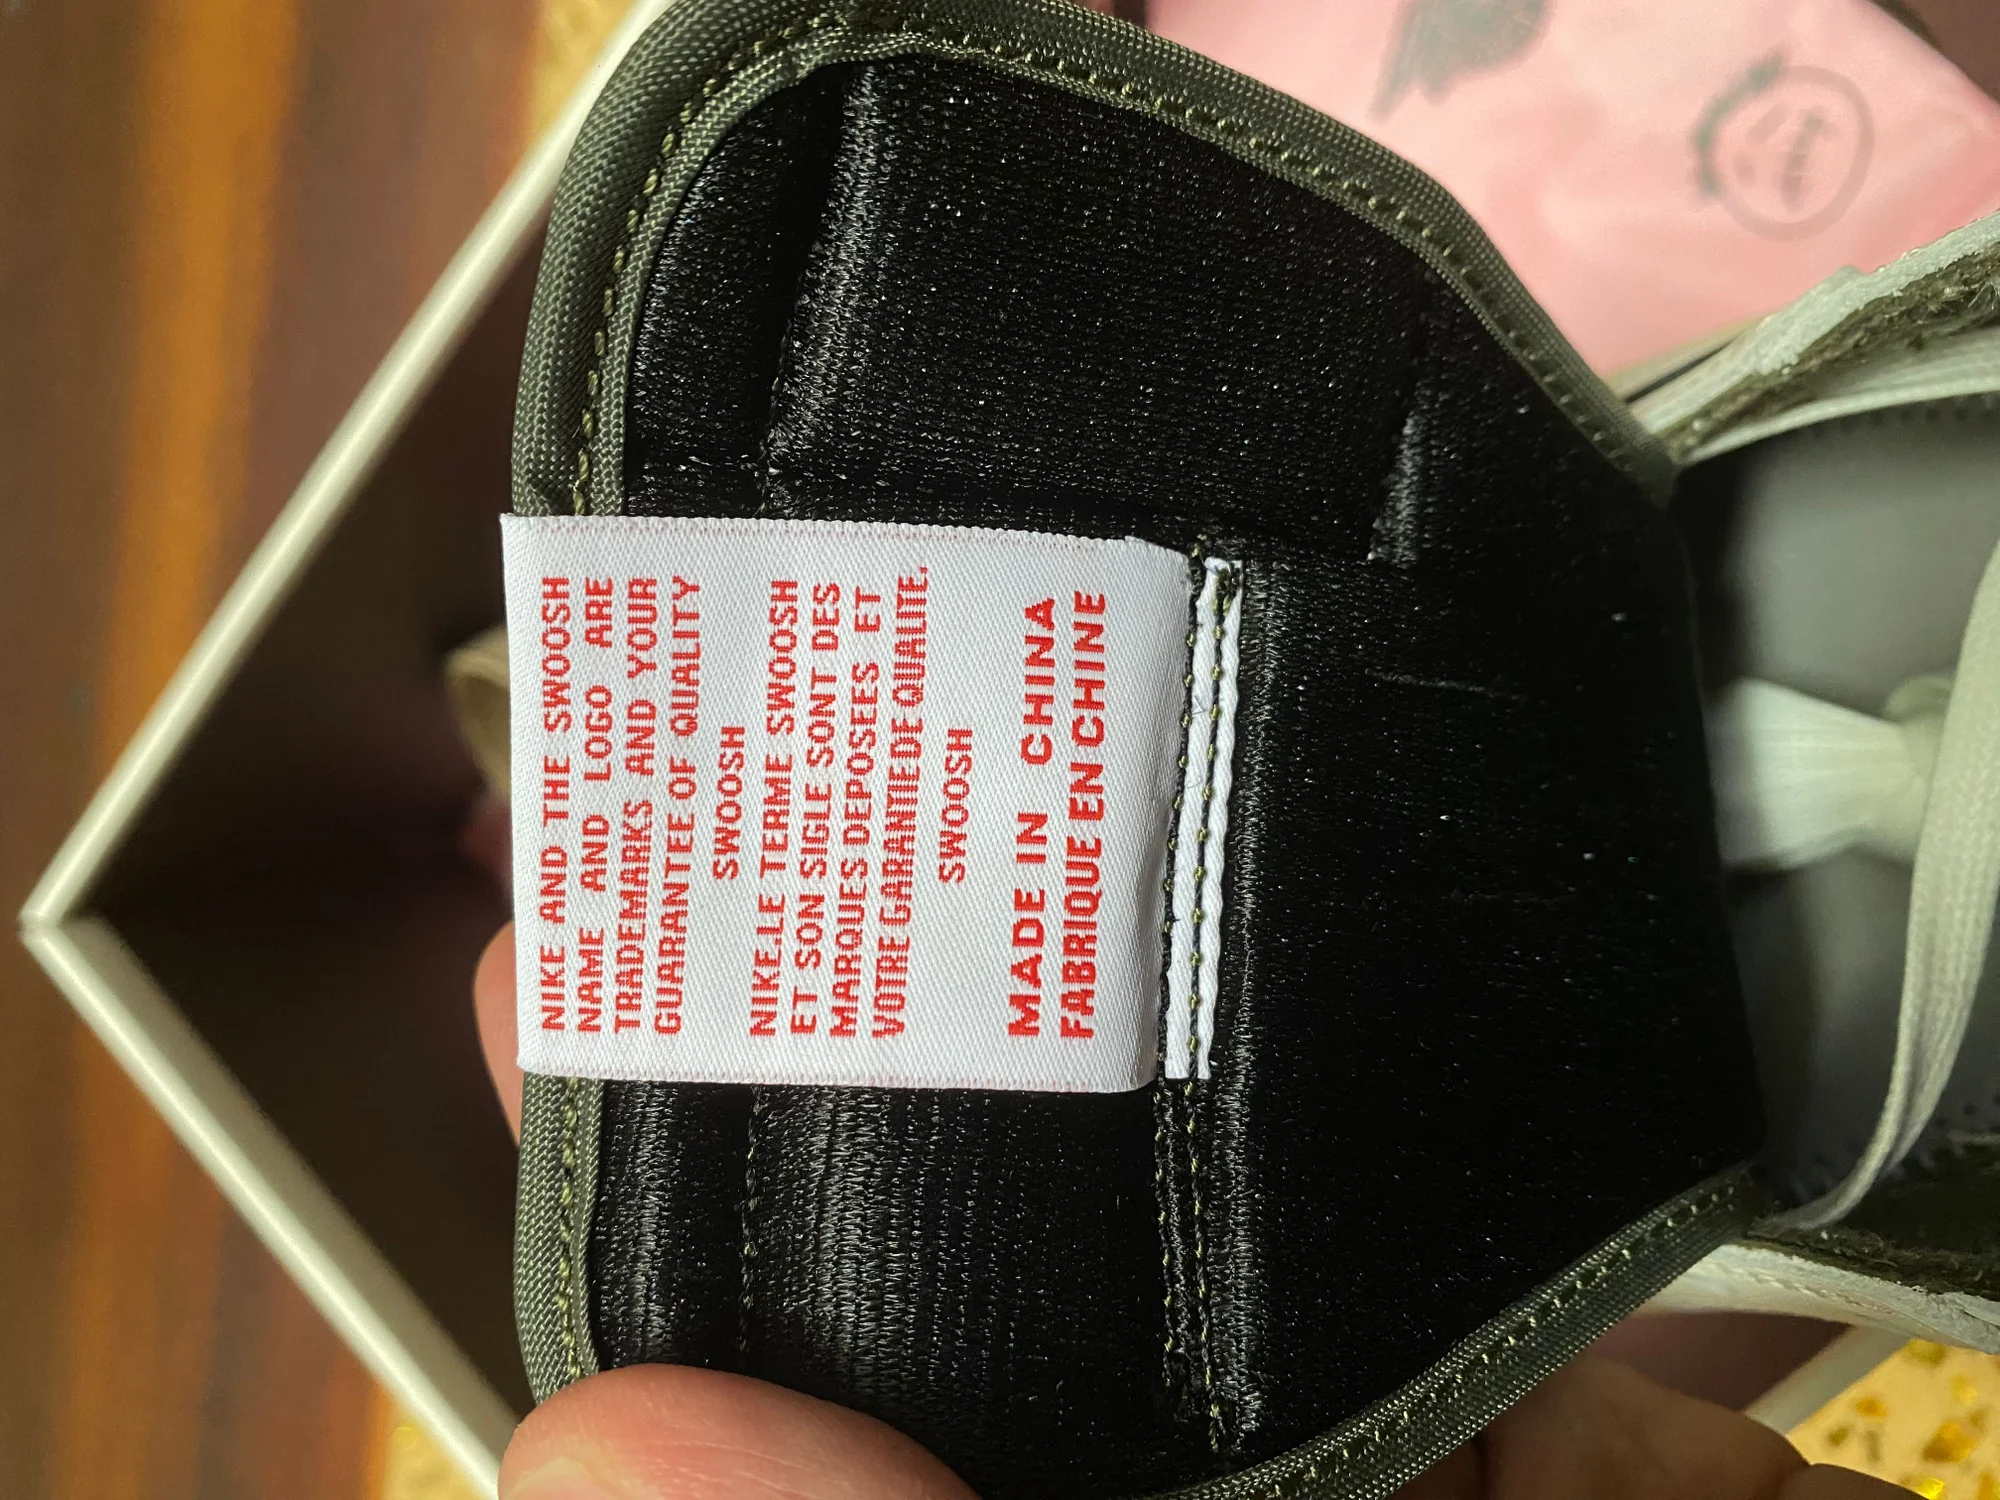 NIKE AND THE SWOOSH
NAME AND LOGO ARE
TRADEMARKS AND YOUR
GUARANTEE OF QUALITY
SWOOSH
NIKE.LE TERME SWOOSH
ET SON SIGLE SONT DES
MARQUES DEPOSEES ET
VOTRE GARANTIE DE QUALITE.
SWOOSH
MADE IN CHINA
FABRIQUE EN CHINE